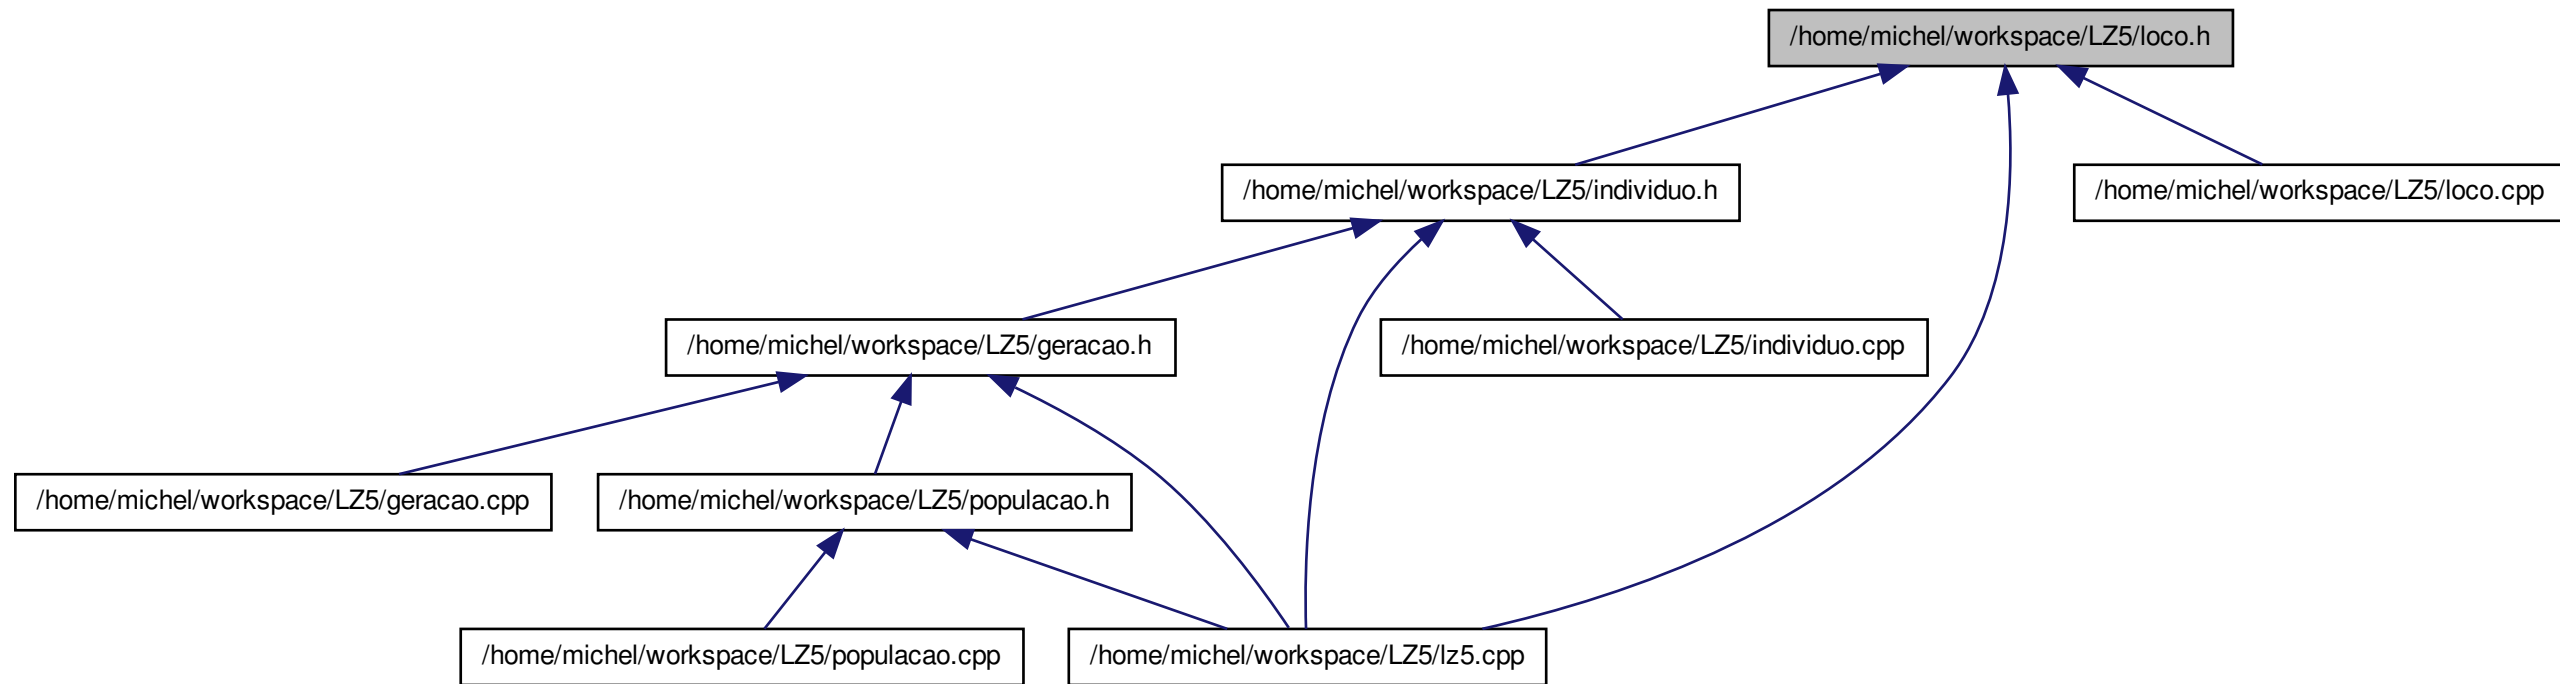 /home/michel/workspace/LZ5/loco.h
/home/michel/workspace/LZ5/individuo.h
/home/michel/workspace/LZ5/loco.cpp
/home/michel/workspace/LZ5/geracao.h
/home/michel/workspace/LZ5/individuo.cpp
/home/michel/workspace/LZ5/geracao.cpp
/home/michel/workspace/LZ5/populacao.h
/home/michel/workspace/LZ5/populacao.cpp
/home/michel/workspace/LZ5/lz5.cpp